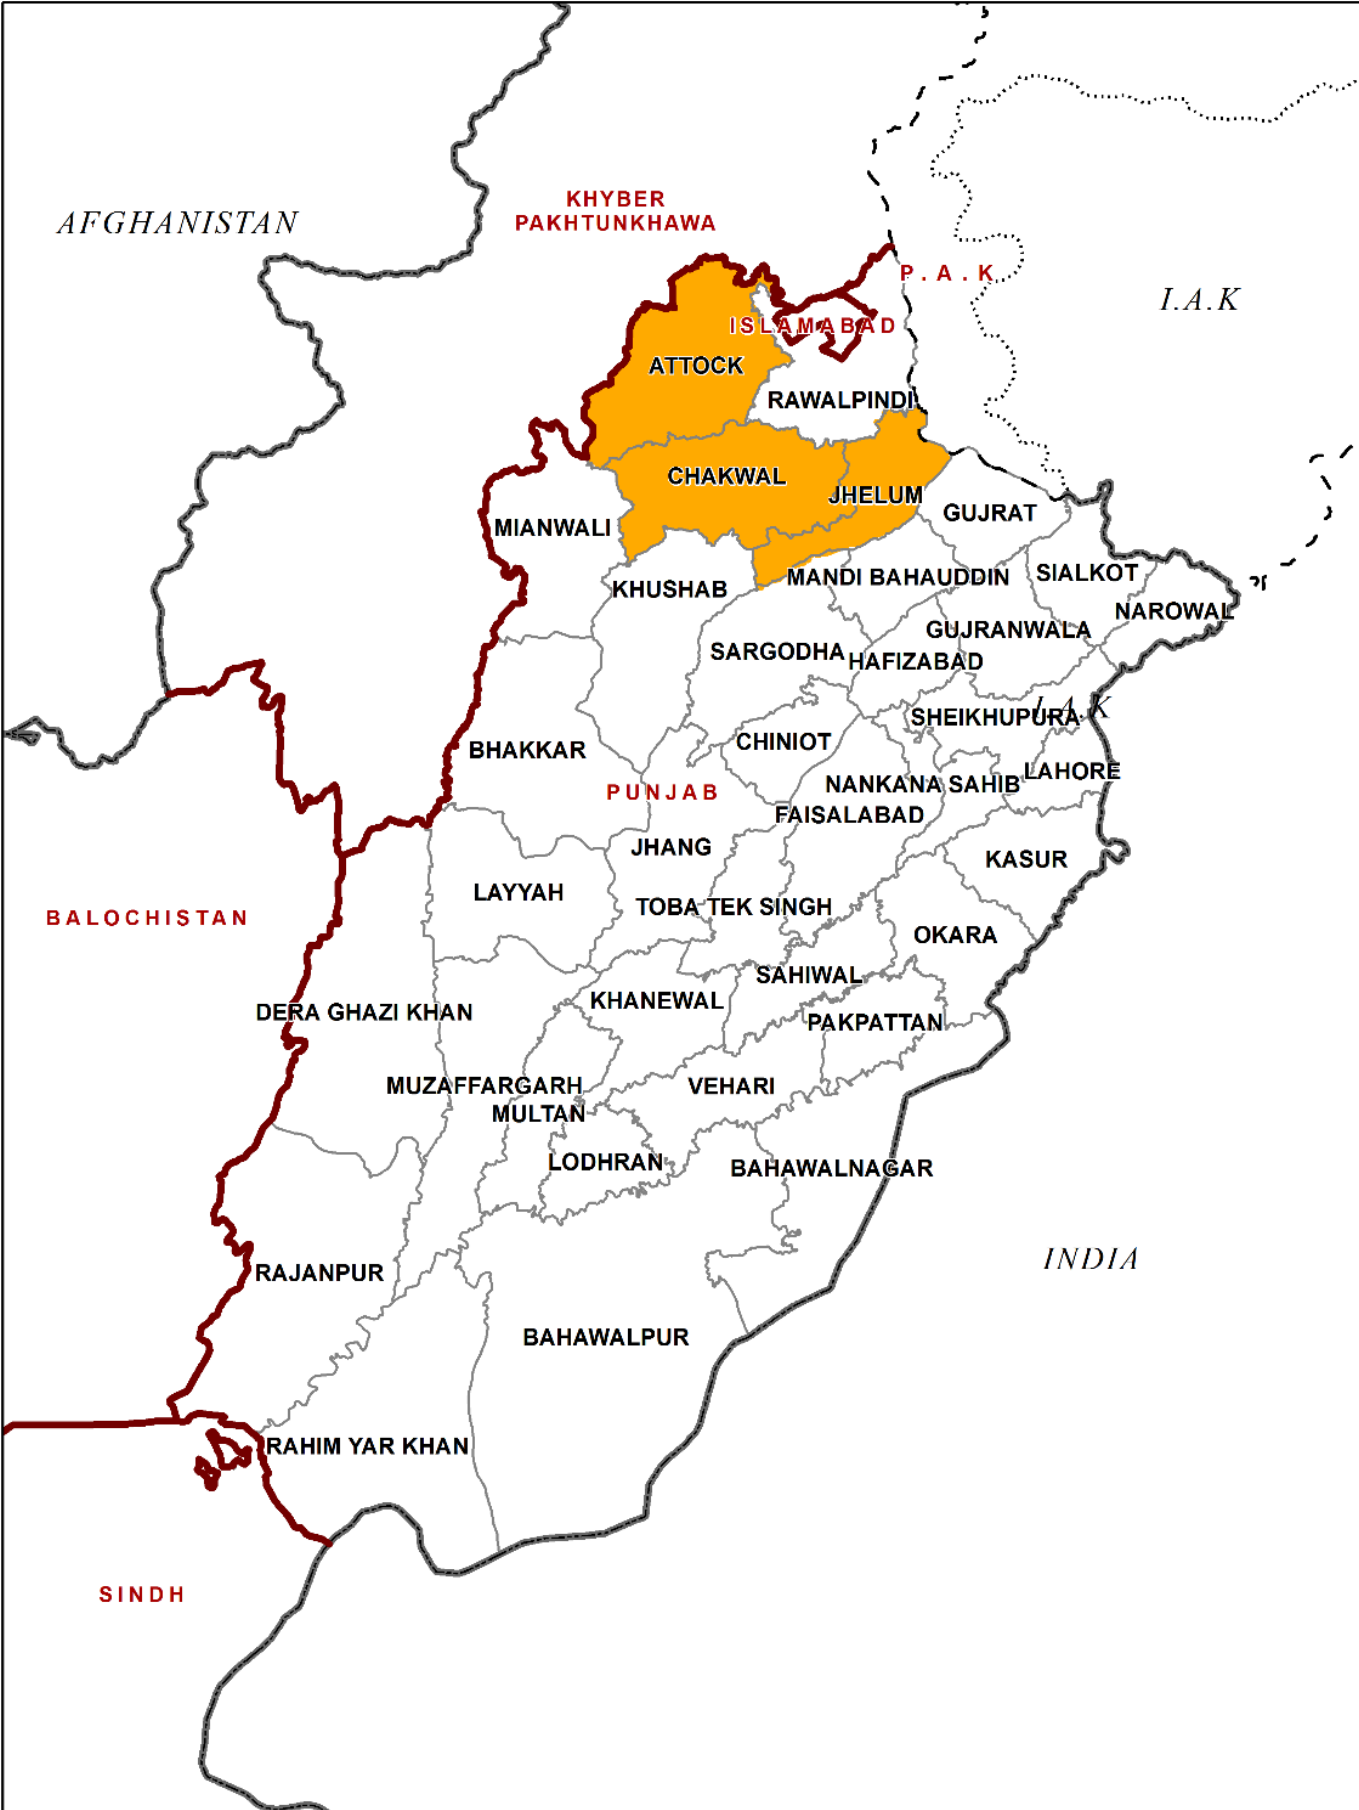 KHYBER
PAKHTUNKHAWA
AFGHANISTAN
P.A.K
I.A.K
ISLAMABAD
ATTOCK
RAWALPINDI
CHAKWAL
JHELUM
GUJRAT
MIANWALI
SIALKOT
MANDI BAHAUDDIN
KHUSHAB
NAROWAL
GUJRANWALA
SARGODHA
HAFIZABAD
I.A.K
SHEIKHUPURA
CHINIOT
BHAKKAR
LAHORE
NANKANA SAHIB
PUNJAB
FAISALABAD
JHANG
KASUR
LAYYAH
TOBA TEK SINGH
BALOCHISTAN
OKARA
SAHIWAL
KHANEWAL
DERA GHAZI KHAN
PAKPATTAN
MUZAFFARGARH
VEHARI
MULTAN
LODHRAN
BAHAWALNAGAR
INDIA
RAJANPUR
BAHAWALPUR
RAHIM YAR KHAN
SINDH